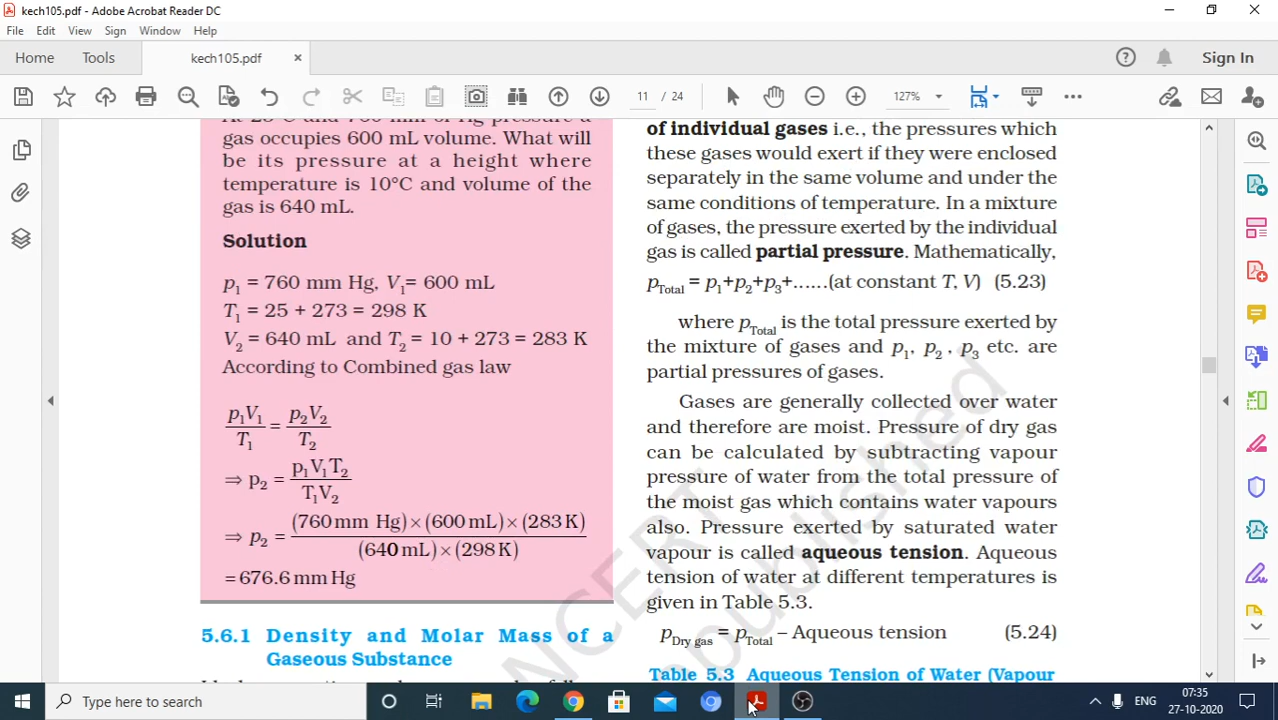 kech105.pdf - Adobe Acrobat Reader DC
File Edit View Sign Window Help
Home Tools kech105.pdf × Sign In
11 / 24 127%
gas occupies 600 mL volume. What will
be its pressure at a height where
temperature is 10°C and volume of the
gas is 640 mL.
Solution
p₁ = 760 mm Hg, V₁= 600 mL
T₁ = 25 + 273 = 298 K
V₂ = 640 mL and T₂ = 10 + 273 = 283 K
According to Combined gas law
p₁V₁/T₁ = p₂V₂/T₂
⇒ p₂ = p₁V₁T₂/T₁V₂
⇒ p₂ = (760 mm Hg)×(600 mL)×(283 K)/(640 mL)×(298 K)
= 676.6 mm Hg
5.6.1 Density and Molar Mass of a
Gaseous Substance
of individual gases i.e., the pressures which
these gases would exert if they were enclosed
separately in the same volume and under the
same conditions of temperature. In a mixture
of gases, the pressure exerted by the individual
gas is called partial pressure. Mathematically,
pTotal = p₁+p₂+p₃+......(at constant T, V) (5.23)
where pTotal is the total pressure exerted by
the mixture of gases and p₁, p₂ , p₃ etc. are
partial pressures of gases.
Gases are generally collected over water
and therefore are moist. Pressure of dry gas
can be calculated by subtracting vapour
pressure of water from the total pressure of
the moist gas which contains water vapours
also. Pressure exerted by saturated water
vapour is called aqueous tension. Aqueous
tension of water at different temperatures is
given in Table 5.3.
pDry gas = pTotal – Aqueous tension (5.24)
Table 5.3 Aqueous Tension of Water (Vapour
NCERT
published
Type here to search
ENG
07:35
27-10-2020